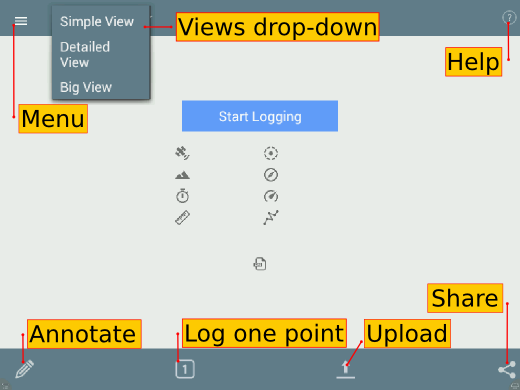 Simple View
Views drop-down
?
Detailed
View
Help
Big View
Menu
Start Logging
Share
Annotate
Log one point
Upload
1